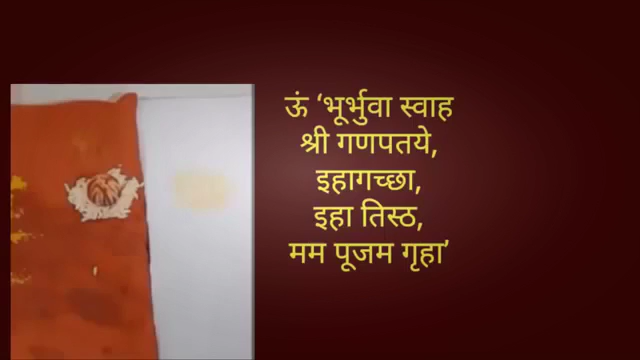 ऊं ‘भूर्भुवा स्वाह
श्री गणपतये,
इहागच्छा,
इहा तिस्ठ,
मम पूजम गृहा’